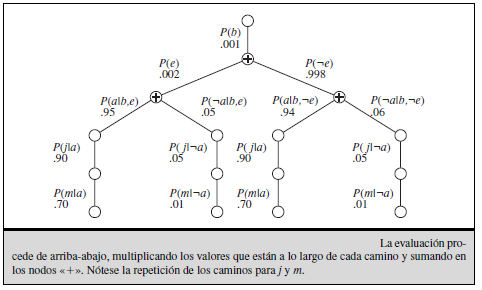 P(b)
.001
P(e)
.002
P(¬e)
.998
P(a|b,e)
.95
P(¬a|b,e)
.05
P(a|b,¬e)
.94
P(¬a|b,¬e)
.06
P(j|a)
.90
P( j|¬a)
.05
P( j|a)
.90
P( j|¬a)
.05
P(m|a)
.70
P(m|¬a)
.01
P(m|a)
.70
P(m|¬a)
.01
La evaluación pro-
cede de arriba-abajo, multiplicando los valores que están a lo largo de cada camino y sumando en
los nodos «+». Nótese la repetición de los caminos para j y m.